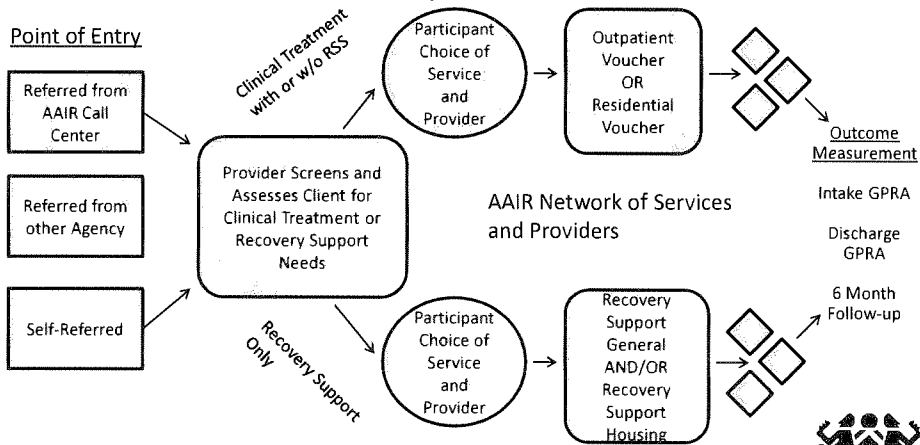 Point of Entry
Referred from
AAIR Call
Center
Referred from
other Agency
Self-Referred
Provider Screens and
Assesses Client for
Clinical Treatment or
Recovery Support
Needs
Clinical Treatment
with or w/o RSS
Participant
Choice of
Service
and
Provider
Outpatient
Voucher
OR
Residential
Voucher
AAIR Network of Services
and Providers
Recovery Support
Only
Participant
Choice of
Service
and
Provider
Recovery
Support
General
AND/OR
Recovery
Support
Housing
Outcome
Measurement
Intake GPRA
Discharge
GPRA
6 Month
Follow-up